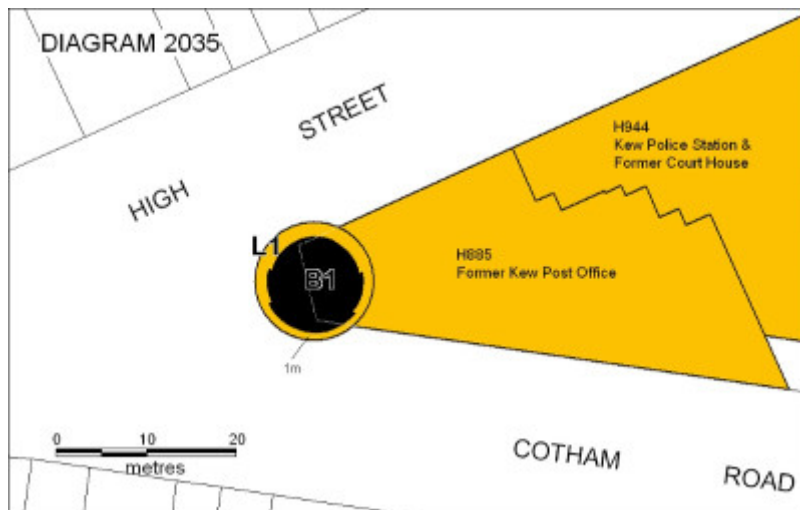 DIAGRAM 2035
HIGH STREET
H944
Kew Police Station &
Former Court House
L1
B1
H885
Former Kew Post Office
1m
0 10 20
metres
COTHAM ROAD